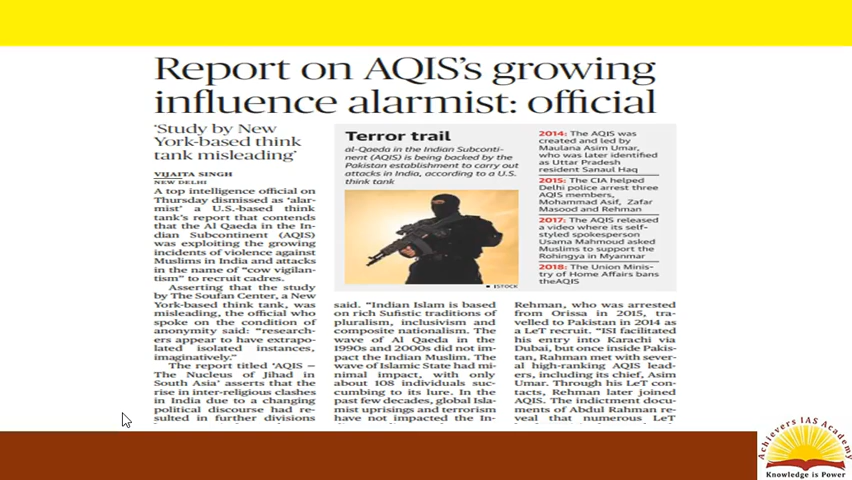 Report on AQIS's growing
influence alarmist: official
'Study by New
York-based think
tank misleading'
VIJAITA SINGH
NEW DELHI
A top intelligence official on
Thursday dismissed as 'alar-
mist' a U.S.-based think
tank's report that contends
that the Al Qaeda in the In-
dian Subcontinent (AQIS)
was exploiting the growing
incidents of violence against
Muslims in India and attacks
in the name of "cow vigilan-
tism" to recruit cadres.
Asserting that the study
by The Soufan Center, a New
York-based think tank, was
misleading, the official who
spoke on the condition of
anonymity said: "research-
ers appear to have extrapo-
lated isolated instances,
imaginatively."
The report titled 'AQIS –
The Nucleus of Jihad in
South Asia' asserts that the
rise in inter-religious clashes
in India due to a changing
political discourse had re-
sulted in further divisions
Terror trail
al-Qaeda in the Indian Subconti-
nent (AQIS) is being backed by the
Pakistan establishment to carry out
attacks in India, according to a U.S.
think tank
ISTOCK
2014: The AQIS was
created and led by
Maulana Asim Umar,
who was later identified
as Uttar Pradesh
resident Sanaul Haq
2015: The CIA helped
Delhi police arrest three
AQIS members,
Mohammad Asif, Zafar
Masood and Rehman
2017: The AQIS released
a video where its self-
styled spokesperson
Usama Mahmoud asked
Muslims to support the
Rohingya in Myanmar
2018: The Union Minis-
try of Home Affairs bans
theAQIS
said. "Indian Islam is based
on rich Sufistic traditions of
pluralism, inclusivism and
composite nationalism. The
wave of Al Qaeda in the
1990s and 2000s did not im-
pact the Indian Muslim. The
wave of Islamic State had mi-
nimal impact, with only
about 108 individuals suc-
cumbing to its lure. In the
past few decades, global Isla-
mist uprisings and terrorism
have not impacted the In-
Rehman, who was arrested
from Orissa in 2015, tra-
velled to Pakistan in 2014 as
a LeT recruit. "ISI facilitated
his entry into Karachi via
Dubai, but once inside Pakis-
tan, Rahman met with sever-
al high-ranking AQIS lead-
ers, including its chief, Asim
Umar. Through his LeT con-
tacts, Rehman later joined
AQIS. The indictment docu-
ments of Abdul Rahman re-
veal that numerous LeT
Achievers IAS Academy
Knowledge is Power